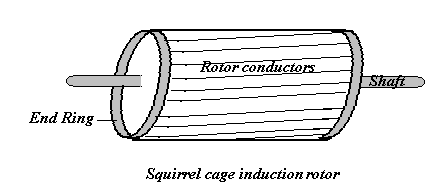 Rotor conductors
Shaft
End Ring
Squirrel cage induction rotor